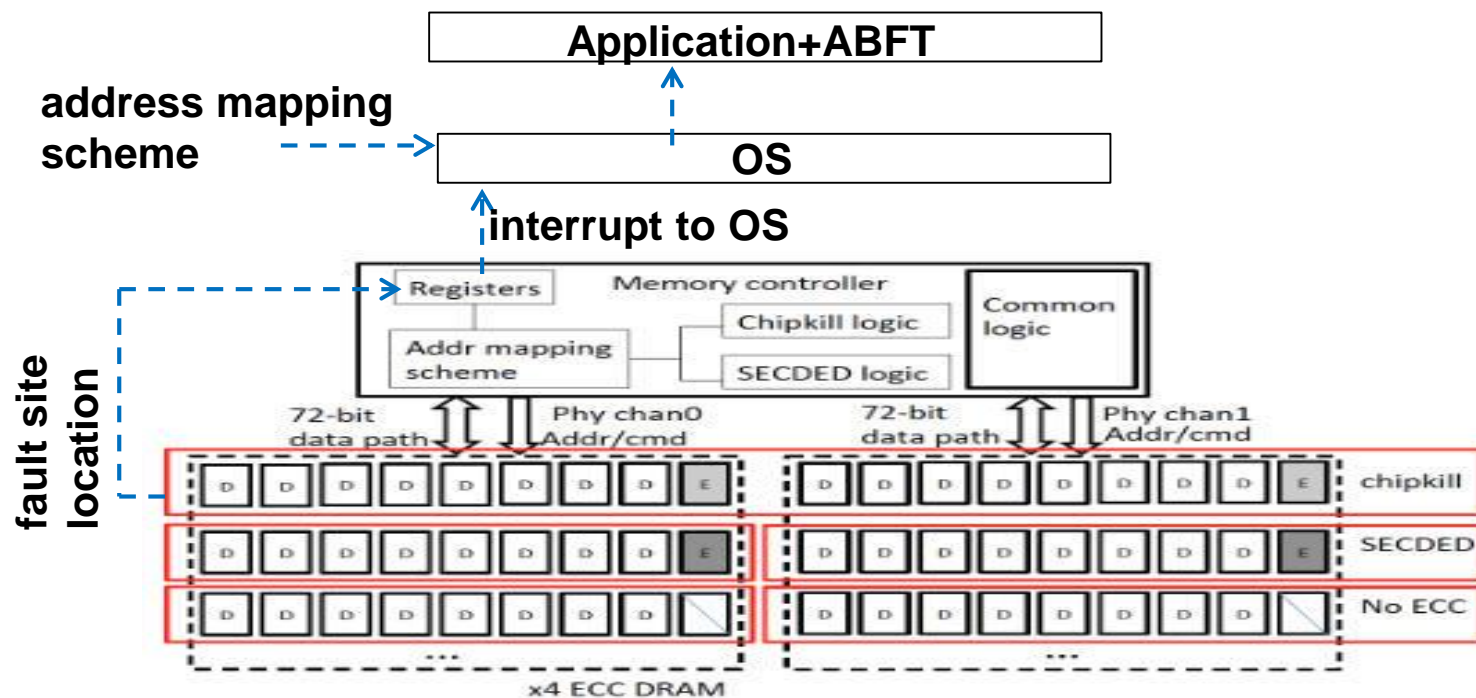 Application+ABFT
address mapping
scheme
OS
interrupt to OS
Registers
Memory controller
Common
logic
Chipkill logic
Addr mapping
scheme
SECDED logic
fault site
location
72-bit
data path
Phy chan0
Addr/cmd
72-bit
data path
Phy chan1
Addr/cmd
D D D D D D D D E D D D D D D D D E chipkill
D D D D D D D D E D D D D D D D D E SECDED
D D D D D D D D D D D D D D D D No ECC
... ...
x4 ECC DRAM